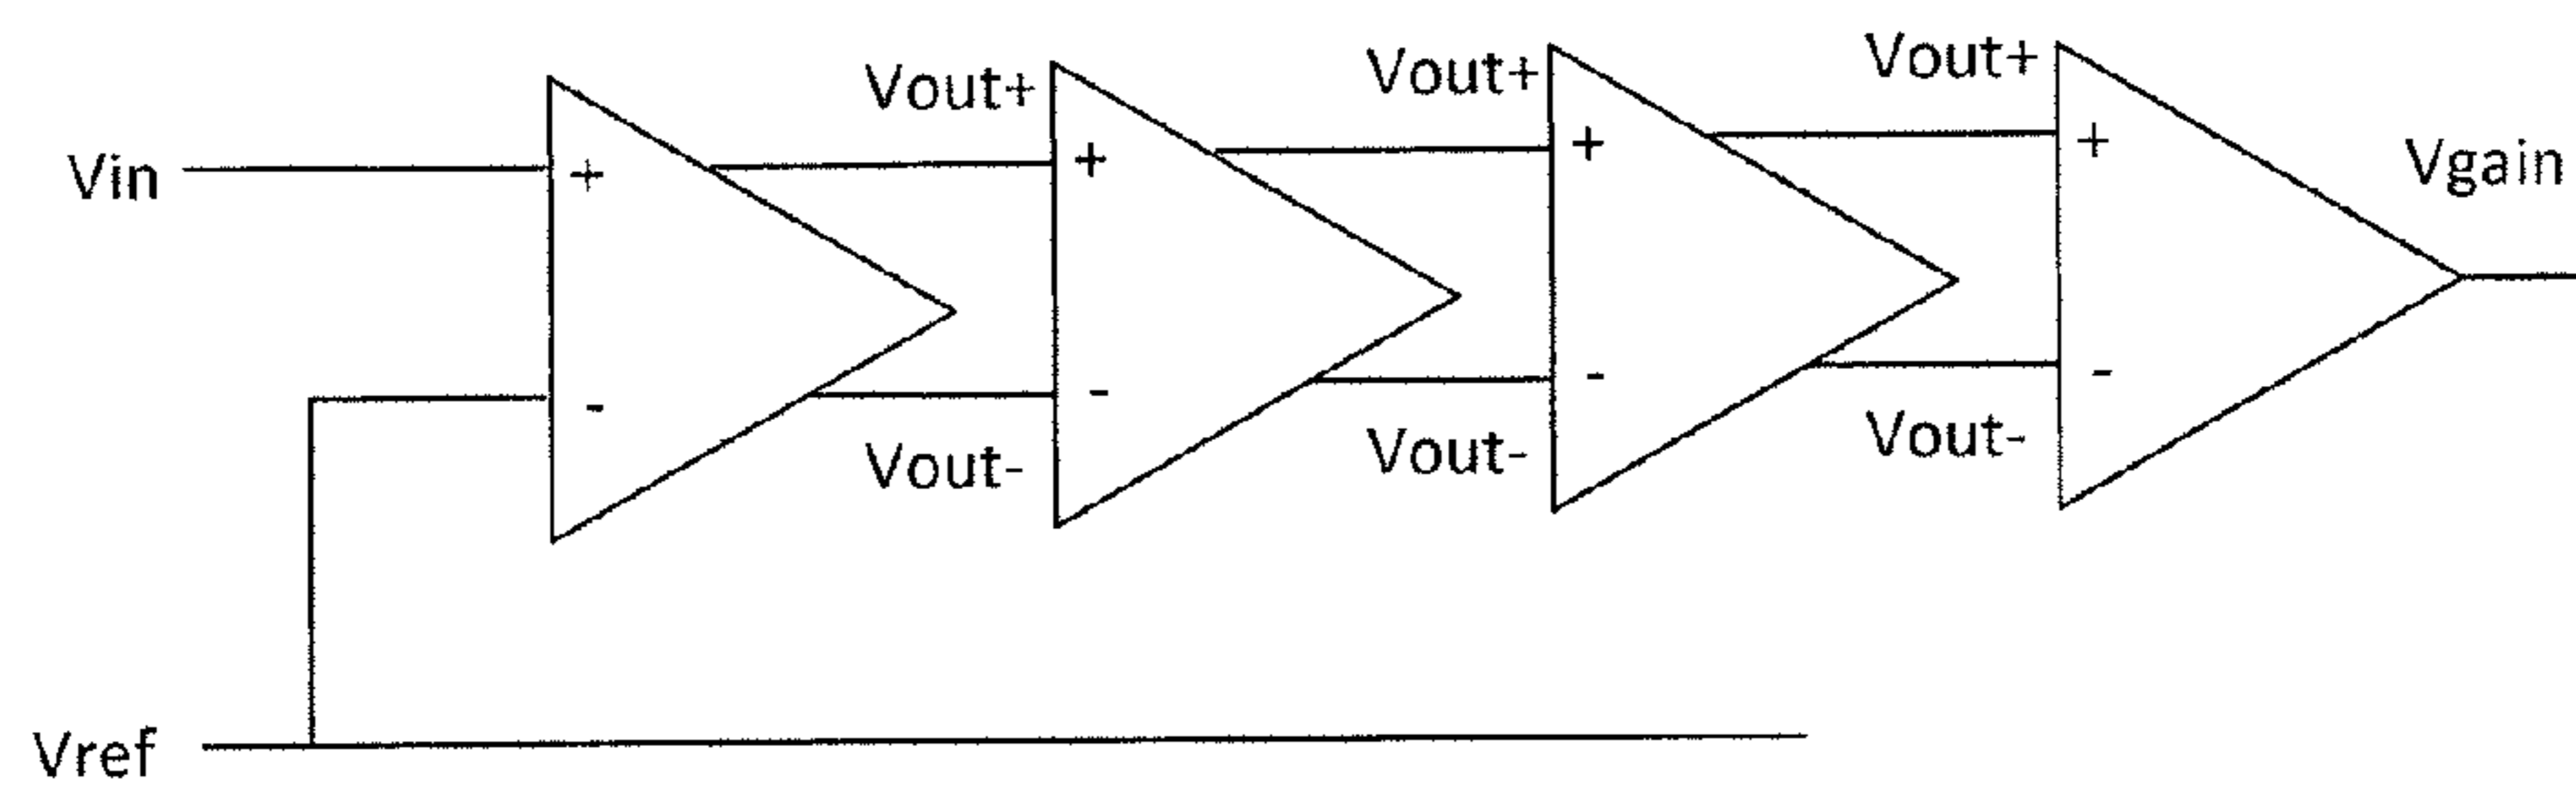 Vout+
Vout+
Vout+
Vin
+
+
+
+
Vgain
-
-
-
-
Vout-
Vout-
Vout-
Vref